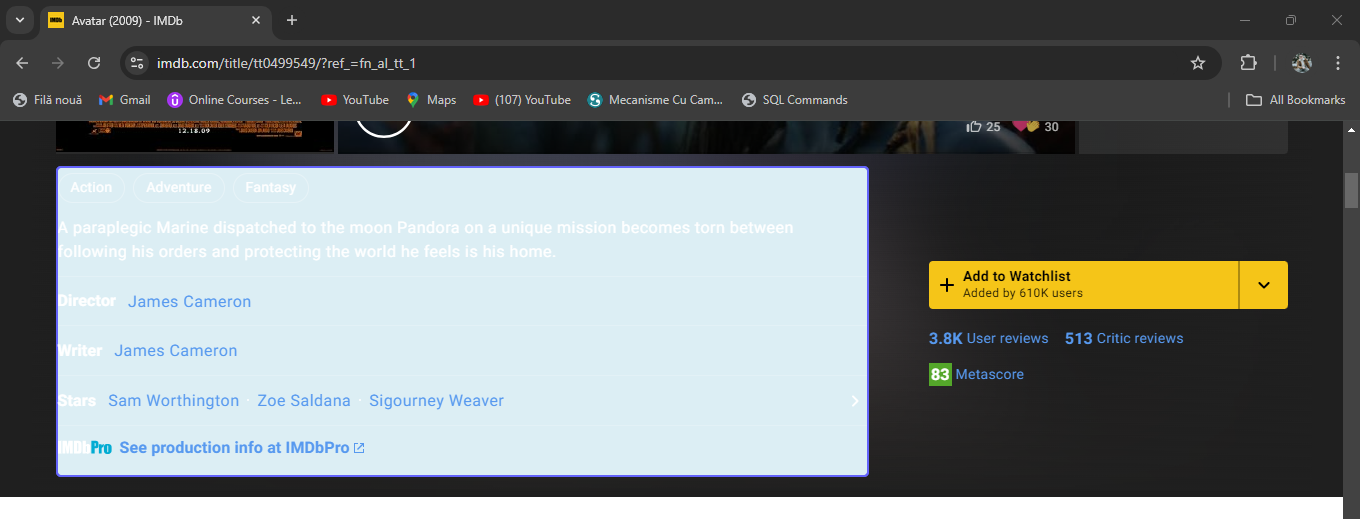 Avatar (2009) - IMDb
imdb.com/title/tt0499549/?ref_=fn_al_tt_1
Filă nouă Gmail Online Courses - Le... YouTube Maps (107) YouTube Mecanisme Cu Cam... SQL Commands All Bookmarks
12.18.09
25 30
Action Adventure Fantasy
A paraplegic Marine dispatched to the moon Pandora on a unique mission becomes torn between
following his orders and protecting the world he feels is his home.
Director James Cameron
Writer James Cameron
Stars Sam Worthington • Zoe Saldana • Sigourney Weaver
IMDbPro See production info at IMDbPro
Add to Watchlist
Added by 610K users
3.8K User reviews 513 Critic reviews
83 Metascore